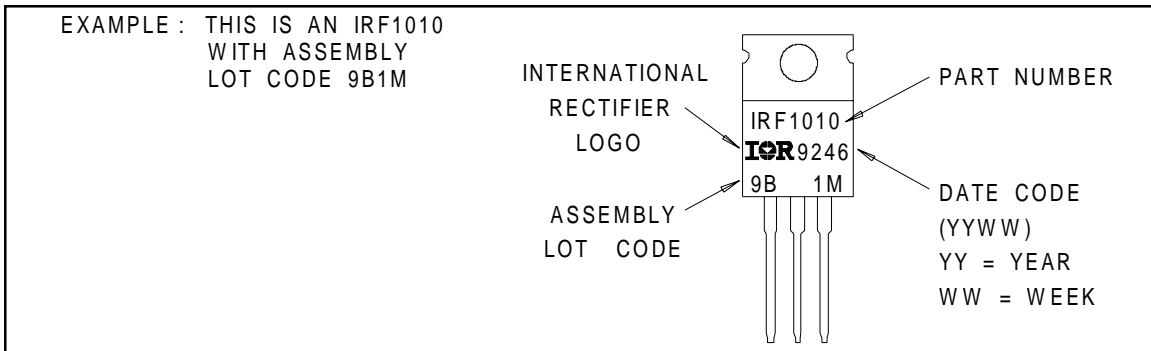 EXAMPLE : THIS IS AN IRF1010
WITH ASSEMBLY
LOT CODE 9B1M
INTERNATIONAL
RECTIFIER
LOGO
ASSEMBLY
LOT CODE
IRF1010
IOR 9246
9B 1M
PART NUMBER
DATE CODE
(YYWW)
YY = YEAR
WW = WEEK